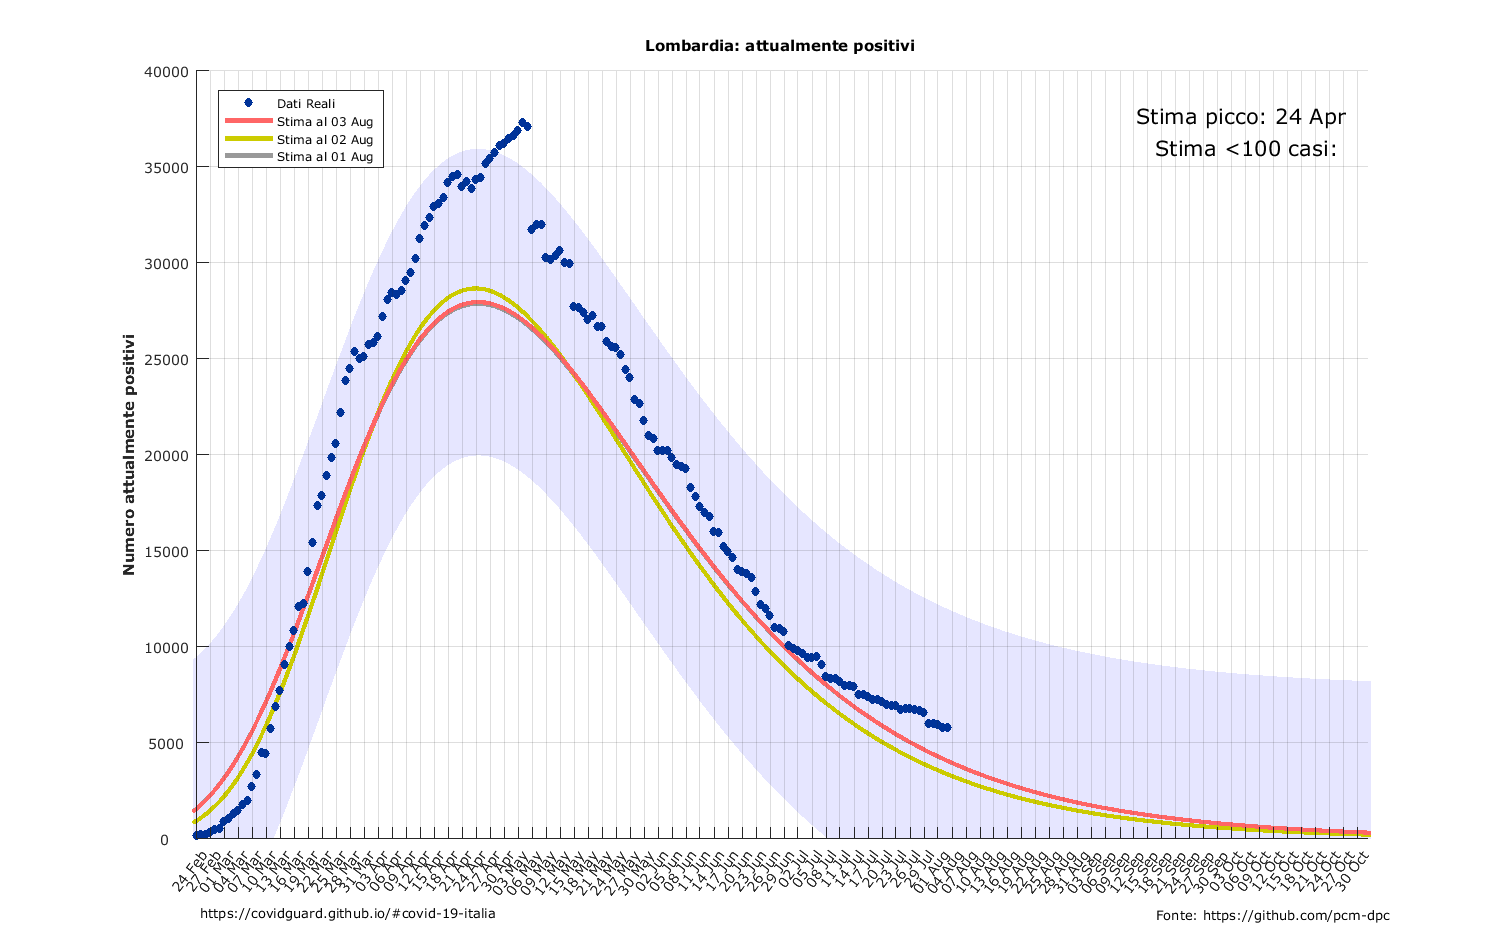 Lombardia: attualmente positivi
40000
35000
30000
25000
20000
15000
10000
5000
0
Numero attualmente positivi
Dati Reali
Stima al 03 Aug
Stima al 02 Aug
Stima al 01 Aug
Stima picco: 24 Apr
Stima <100 casi:
24 Feb
27 Feb
01 Mar
04 Mar
07 Mar
10 Mar
13 Mar
16 Mar
19 Mar
22 Mar
25 Mar
28 Mar
31 Mar
03 Apr
06 Apr
09 Apr
12 Apr
15 Apr
18 Apr
21 Apr
24 Apr
27 Apr
30 Apr
03 May
06 May
09 May
12 May
15 May
18 May
21 May
24 May
27 May
30 May
02 Jun
05 Jun
08 Jun
11 Jun
14 Jun
17 Jun
20 Jun
23 Jun
26 Jun
29 Jun
02 Jul
05 Jul
08 Jul
11 Jul
14 Jul
17 Jul
20 Jul
23 Jul
26 Jul
29 Jul
01 Aug
04 Aug
07 Aug
10 Aug
13 Aug
16 Aug
19 Aug
22 Aug
25 Aug
28 Aug
31 Aug
03 Sep
06 Sep
09 Sep
12 Sep
15 Sep
18 Sep
21 Sep
24 Sep
27 Sep
30 Sep
03 Oct
06 Oct
09 Oct
12 Oct
15 Oct
18 Oct
21 Oct
24 Oct
27 Oct
30 Oct
https://covidguard.github.io/#covid-19-italia
Fonte: https://github.com/pcm-dpc